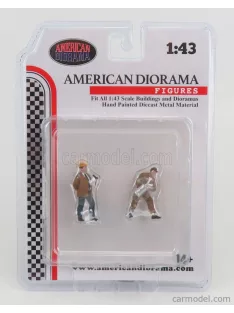 AMERICAN
DIORAMA
1:43
AMERICAN DIORAMA
FIGURES
Fit All 1:43 Scale Buildings and Dioramas
Hand Painted Diecast Metal Material
14+
www.americandiorama.com
carmodel.com